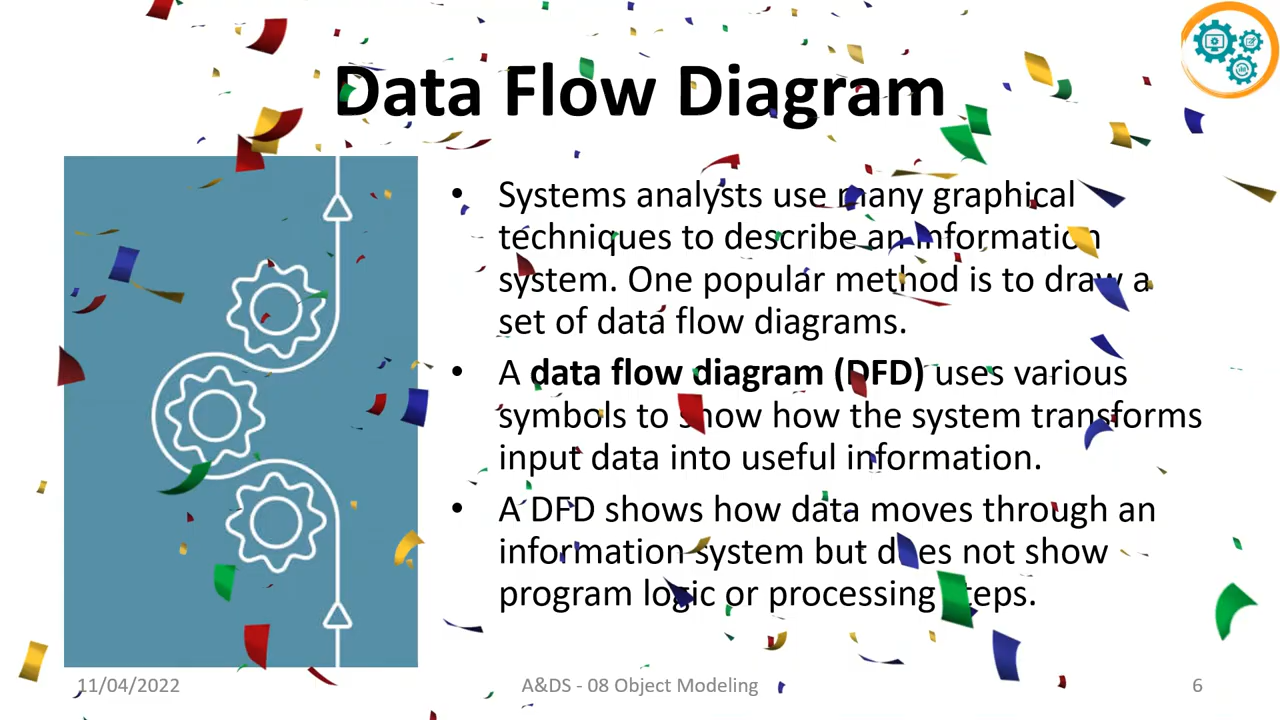 Data Flow Diagram
• Systems analysts use many graphical
techniques to describe an information
system. One popular method is to draw a
set of data flow diagrams.
• A data flow diagram (DFD) uses various
symbols to show how the system transforms
input data into useful information.
• A DFD shows how data moves through an
information system but does not show
program logic or processing steps.
11/04/2022
A&DS - 08 Object Modeling
6